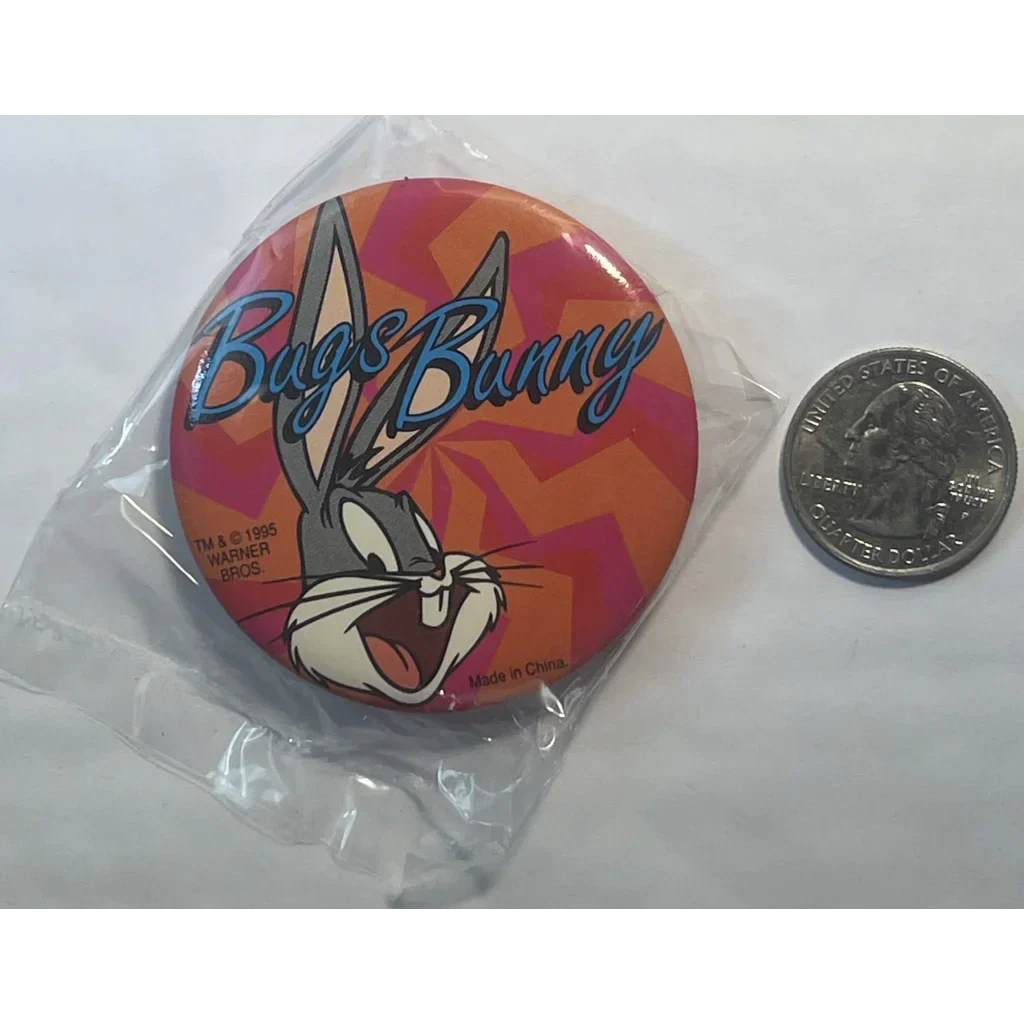 Bugs Bunny
TM & © 1995
WARNER
BROS.
Made in China.
UNITED STATES OF AMERICA
LIBERTY
IN
GOD WE
TRUST
P
QUARTER DOLLAR